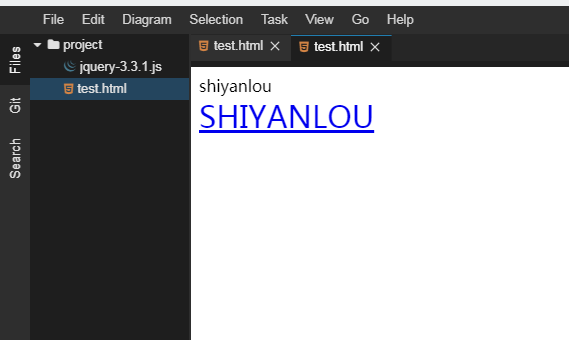 File Edit Diagram Selection Task View Go Help
Files
Git
Search
project
jquery-3.3.1.js
test.html
test.html
test.html
shiyanlou
SHIYANLOU